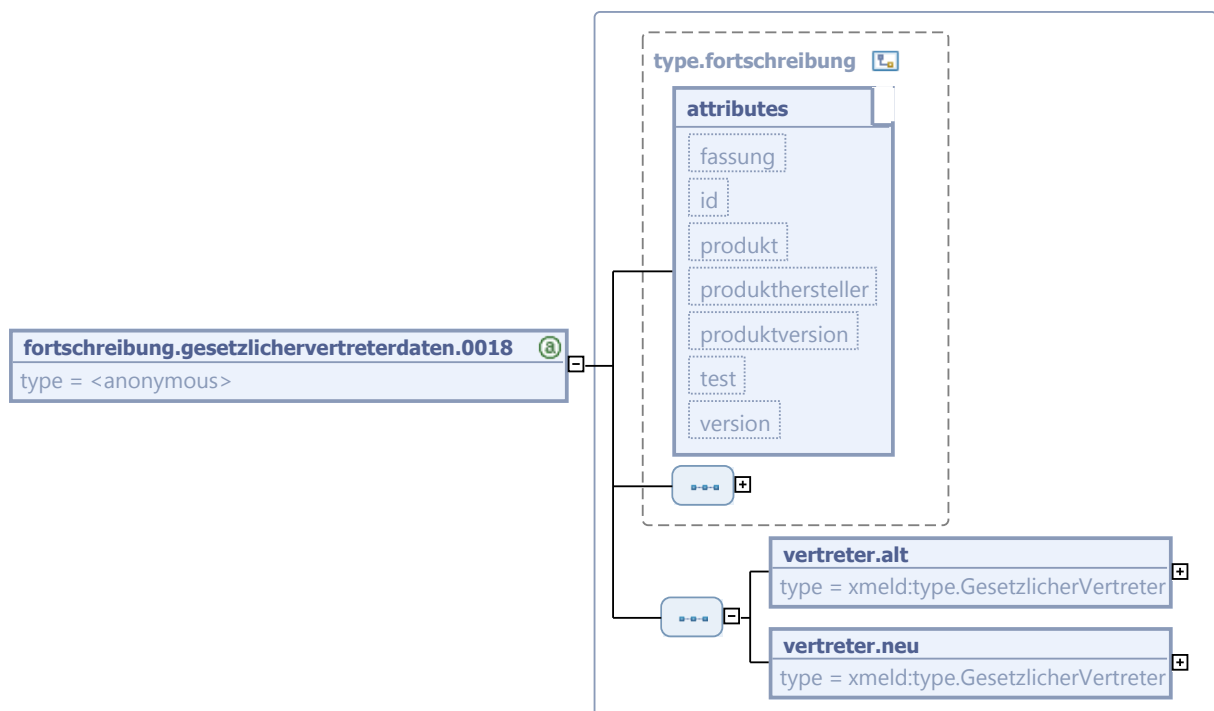 type.fortschreibung
attributes
fassung
id
produkt
produkthersteller
produktversion
test
version
fortschreibung.gesetzlichervertreterdaten.0018 a
type = <anonymous>
vertreter.alt
type = xmeld:type.GesetzlicherVertreter
vertreter.neu
type = xmeld:type.GesetzlicherVertreter